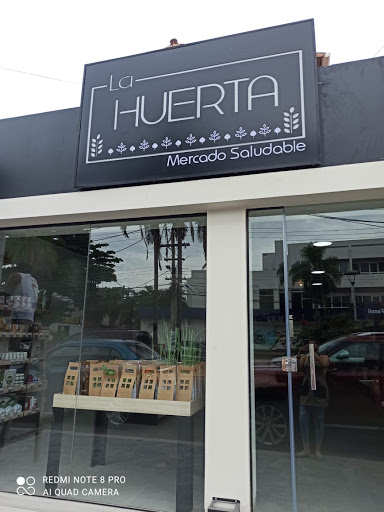 La
HUERTA
Mercado Saludable
REDMI NOTE 8 PRO
AI QUAD CAMERA